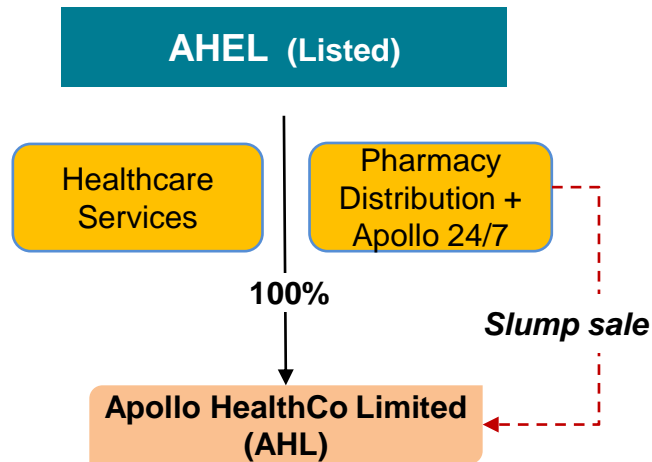 AHEL (Listed)
Healthcare
Services
Pharmacy
Distribution +
Apollo 24/7
100%
Slump sale
Apollo HealthCo Limited
(AHL)